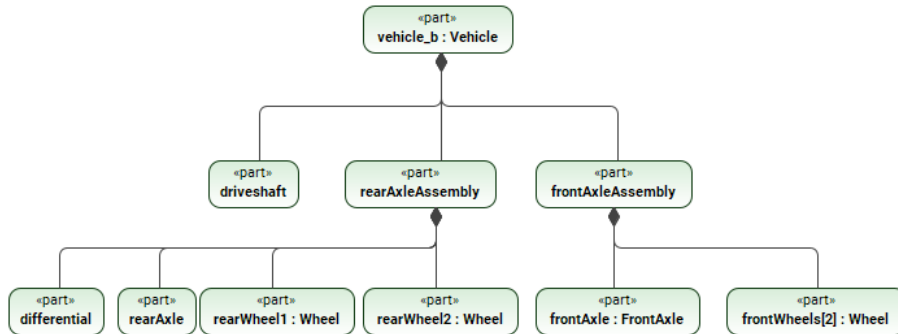 «part»
vehicle_b : Vehicle
«part»
driveshaft
«part»
rearAxleAssembly
«part»
frontAxleAssembly
«part»
differential
«part»
rearAxle
«part»
rearWheel1 : Wheel
«part»
rearWheel2 : Wheel
«part»
frontAxle : FrontAxle
«part»
frontWheels[2] : Wheel